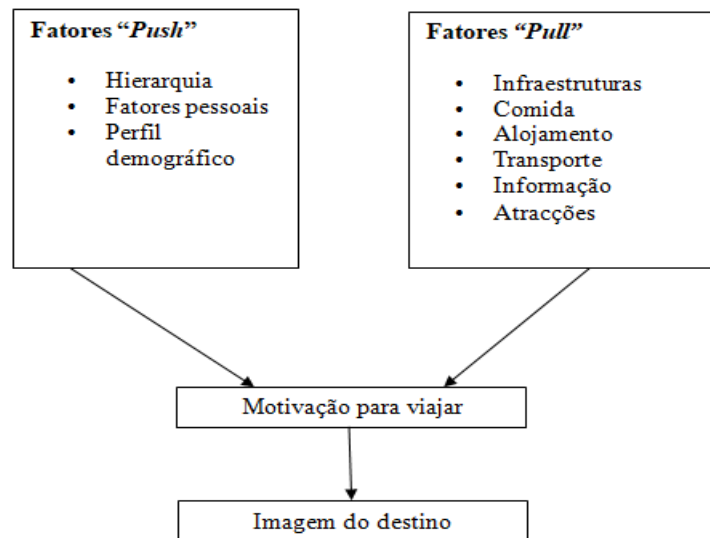 Fatores “Push”
• Hierarquia
• Fatores pessoais
• Perfil
demográfico
Fatores “Pull”
• Infraestruturas
• Comida
• Alojamento
• Transporte
• Informação
• Atracções
Motivação para viajar
Imagem do destino